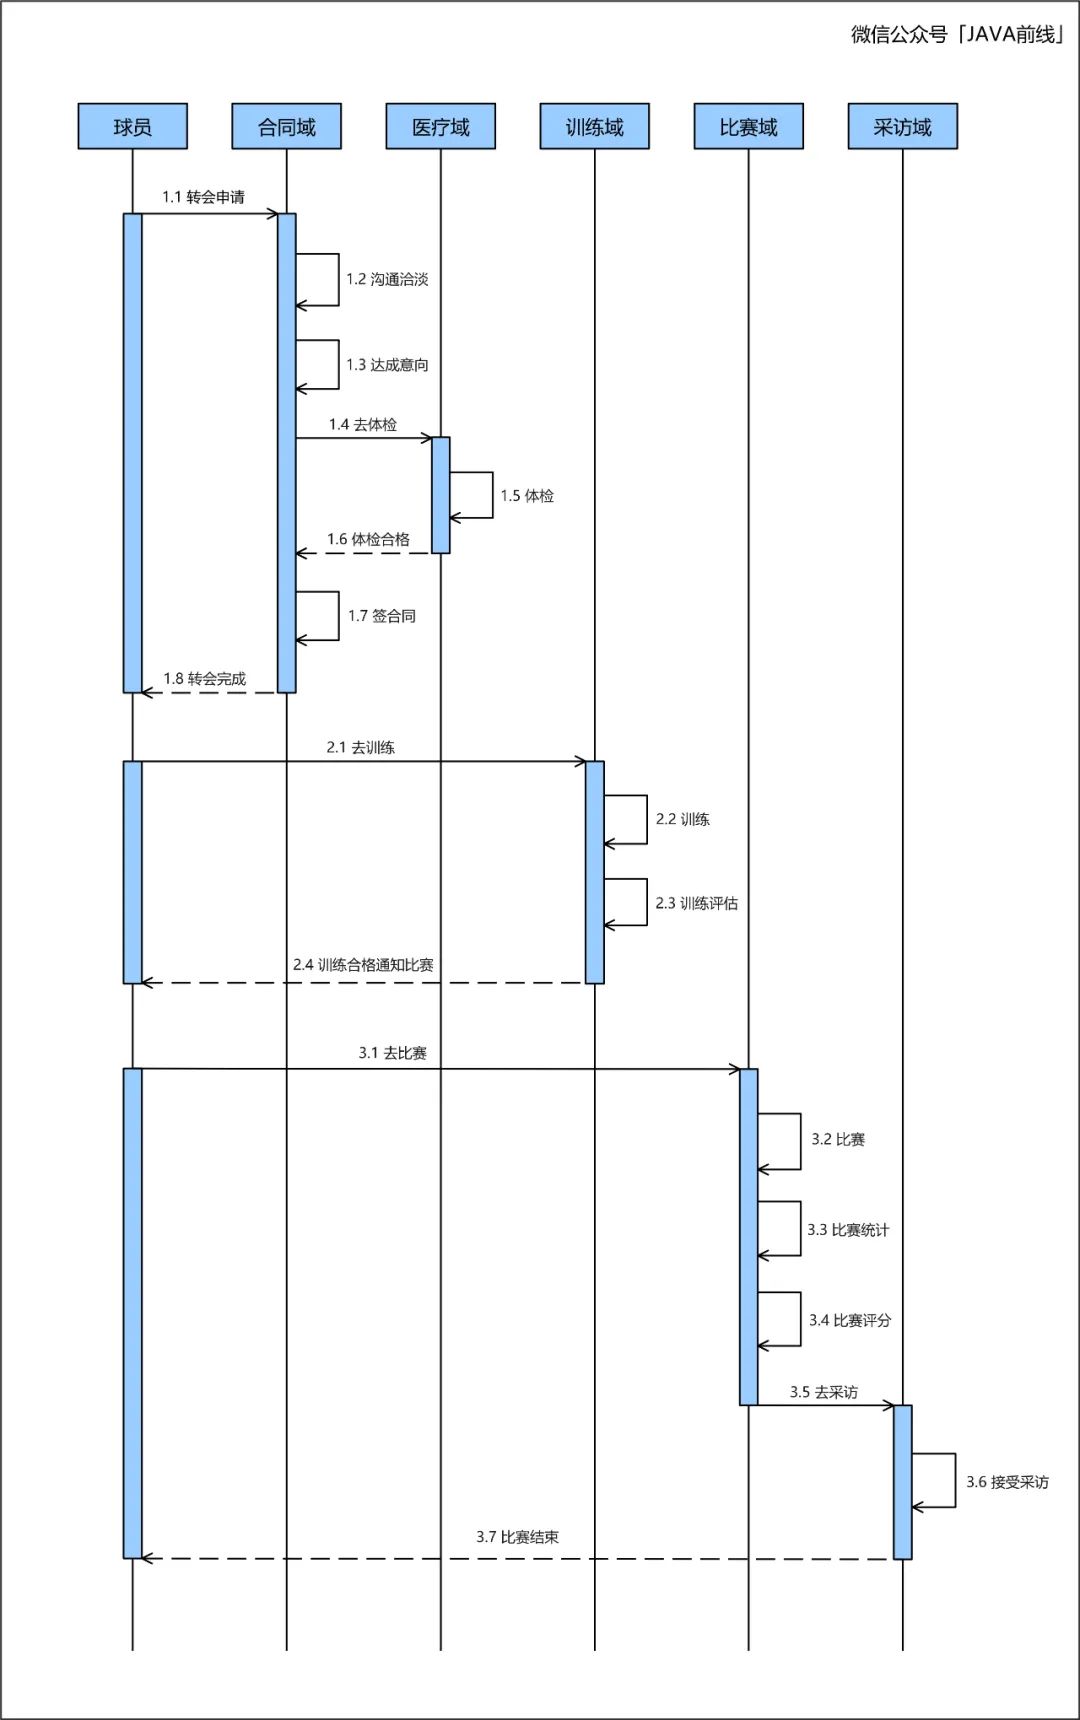 微信公众号「JAVA前线」
球员 合同域 医疗域 训练域 比赛域 采访域
1.1 转会申请
1.2 沟通洽淡
1.3 达成意向
1.4 去体检
1.5 体检
1.6 体检合格
1.7 签合同
1.8 转会完成
2.1 去训练
2.2 训练
2.3 训练评估
2.4 训练合格通知比赛
3.1 去比赛
3.2 比赛
3.3 比赛统计
3.4 比赛评分
3.5 去采访
3.6 接受采访
3.7 比赛结束